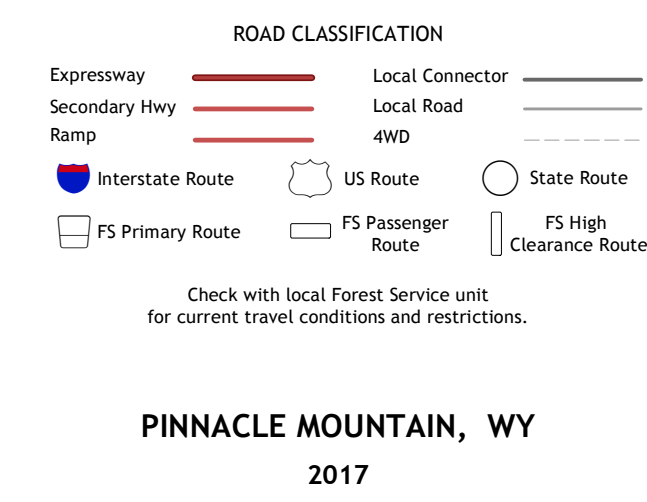 ROAD CLASSIFICATION
Expressway
Local Connector
Secondary Hwy
Local Road
Ramp
4WD
Interstate Route
US Route
State Route
FS Primary Route
FS Passenger
Route
FS High
Clearance Route
Check with local Forest Service unit
for current travel conditions and restrictions.
PINNACLE MOUNTAIN, WY
2017